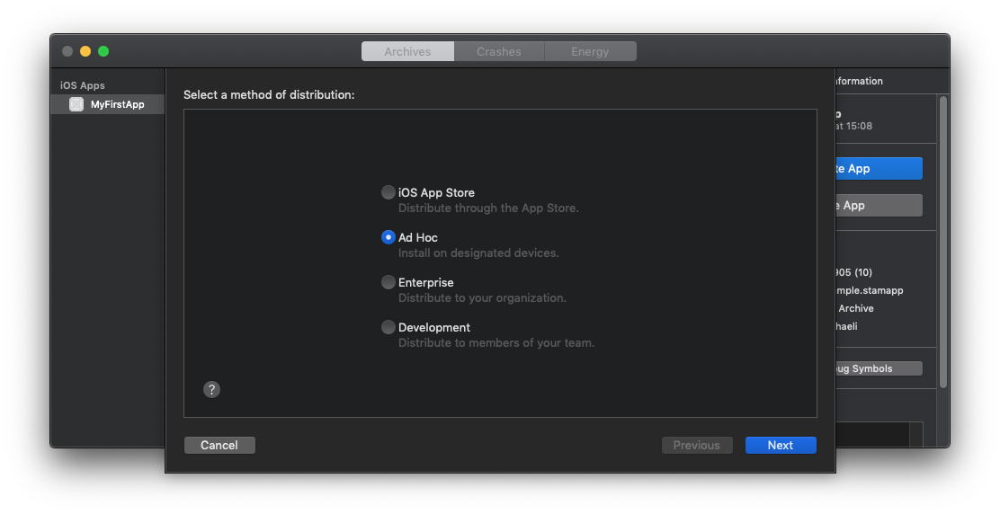 Archives
Crashes
Energy
iOS Apps
MyFirstApp
Select a method of distribution:
iOS App Store
Distribute through the App Store.
Ad Hoc
Install on designated devices.
Enterprise
Distribute to your organization.
Development
Distribute to members of your team.
?
Cancel
Previous
Next
nformation
p
at 15:08
te App
e App
905 (10)
mple.stamapp
Archive
haeli
ug Symbols